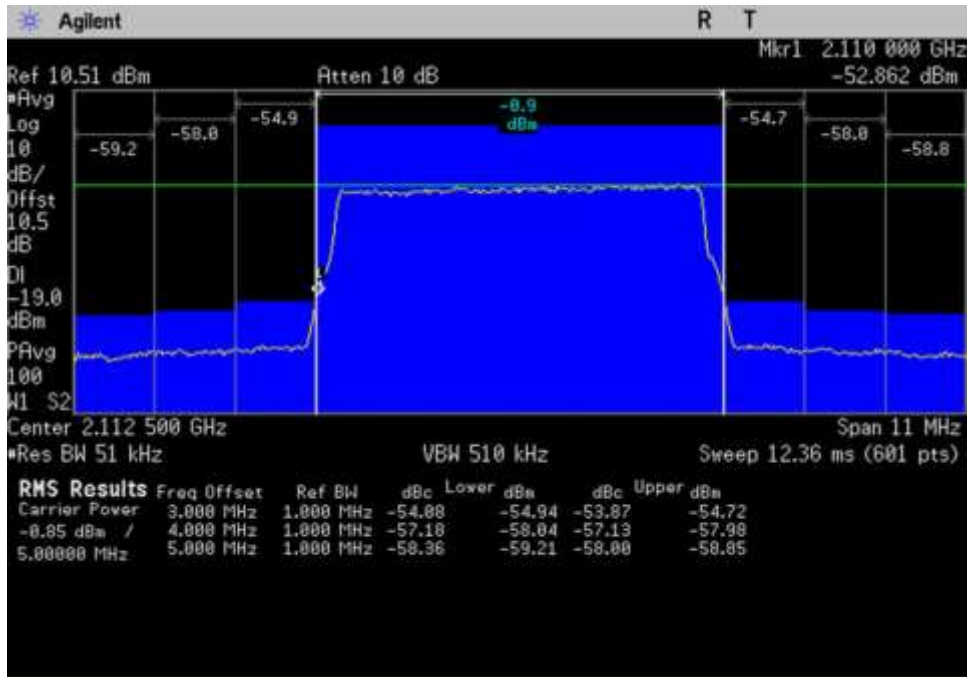 Agilent R T
Mkr1 2.110 000 GHz
Ref 10.51 dBm Atten 10 dB -52.862 dBm
#Avg
Log
10
dB/
Offst
10.5
dB
DI
-19.0
dBm
PAvg
100
W1 S2
-59.2 -58.0 -54.9 -0.9 dBm -54.7 -58.0 -58.8
Center 2.112 500 GHz Span 11 MHz
#Res BW 51 kHz VBW 510 kHz Sweep 12.36 ms (601 pts)
RMS Results Freq Offset Ref BW dBc Lower dBm dBc Upper dBm
Carrier Power 3.000 MHz 1.000 MHz -54.08 -54.94 -53.87 -54.72
-0.85 dBm / 4.000 MHz 1.000 MHz -57.18 -58.04 -57.13 -57.98
5.00000 MHz 5.000 MHz 1.000 MHz -58.36 -59.21 -58.00 -58.85